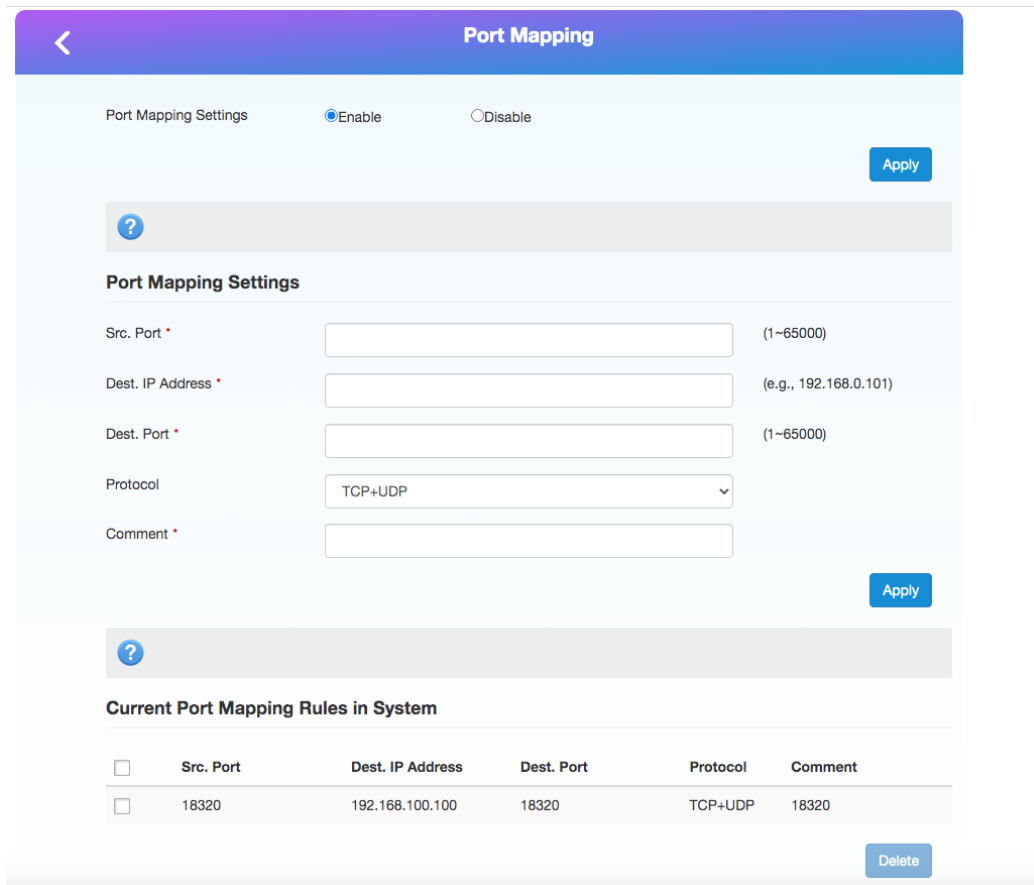 Port Mapping
Port Mapping Settings Enable Disable
Apply
?
Port Mapping Settings
Src. Port * (1~65000)
Dest. IP Address * (e.g., 192.168.0.101)
Dest. Port * (1~65000)
Protocol TCP+UDP
Comment *
Apply
?
Current Port Mapping Rules in System
Src. Port Dest. IP Address Dest. Port Protocol Comment
18320 192.168.100.100 18320 TCP+UDP 18320
Delete